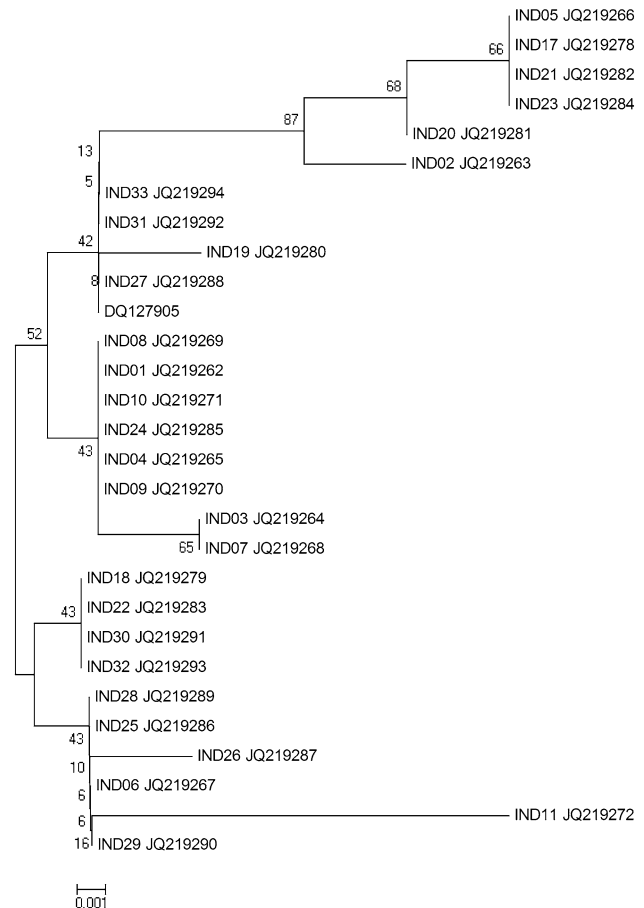 IND05 JQ219266
IND17 JQ219278
66
IND21 JQ219282
68
IND23 JQ219284
87
IND20 JQ219281
13
IND02 JQ219263
5
IND33 JQ219294
IND31 JQ219292
42
IND19 JQ219280
8
IND27 JQ219288
DQ127905
52
IND08 JQ219269
IND01 JQ219262
IND10 JQ219271
IND24 JQ219285
43
IND04 JQ219265
IND09 JQ219270
IND03 JQ219264
65
IND07 JQ219268
IND18 JQ219279
43
IND22 JQ219283
IND30 JQ219291
IND32 JQ219293
IND28 JQ219289
IND25 JQ219286
43
IND26 JQ219287
10
IND06 JQ219267
6
IND11 JQ219272
6
16
IND29 JQ219290
0.001